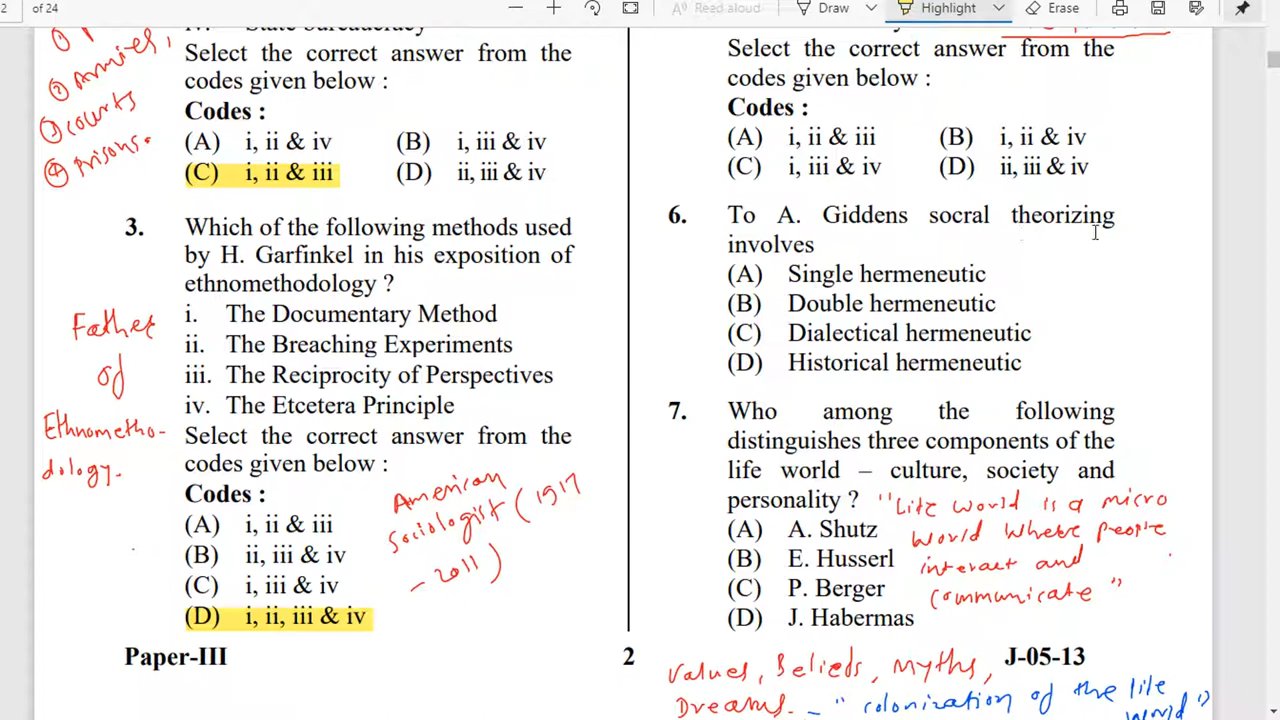 2 of 24
Read aloud
Draw
Highlight
Erase
① 
② Armies,
③ courts
④ Prisons.
iv. State bureaucracy
Select the correct answer from the
codes given below :
Codes :
(A) i, ii & iv (B) i, iii & iv
(C) i, ii & iii (D) ii, iii & iv
3. Which of the following methods used
by H. Garfinkel in his exposition of
ethnomethodology ?
i. The Documentary Method
ii. The Breaching Experiments
iii. The Reciprocity of Perspectives
iv. The Etcetera Principle
Select the correct answer from the
codes given below :
Codes :
(A) i, ii & iii
(B) ii, iii & iv
(C) i, iii & iv
(D) i, ii, iii & iv
Father
of
Ethnometho-
dology.
American
Sociologist (1917
- 2011)
Select the correct answer from the
codes given below :
Codes :
(A) i, ii & iii (B) i, ii & iv
(C) i, iii & iv (D) ii, iii & iv
6. To A. Giddens socral theorizing
involves
(A) Single hermeneutic
(B) Double hermeneutic
(C) Dialectical hermeneutic
(D) Historical hermeneutic
7. Who among the following
distinguishes three components of the
life world – culture, society and
personality ?
(A) A. Shutz
(B) E. Husserl
(C) P. Berger
(D) J. Habermas
"Life World is a micro
World Where people
interact and
communicate"
Paper-III 2 J-05-13
Values, Beliefs, Myths,
Dreams. - "colonization of the life
World"